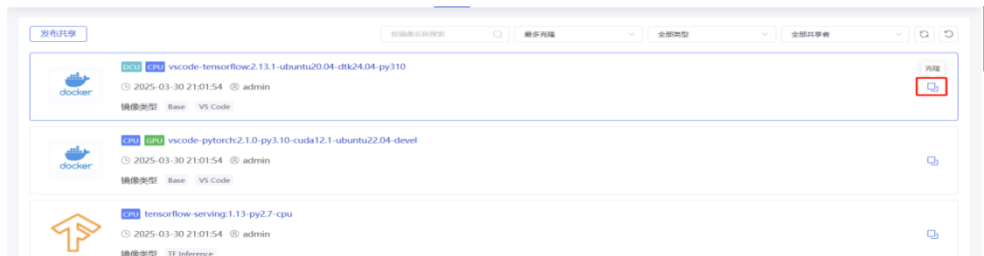 发布共享
按镜像名称搜索
最多克隆
全部类型
全部共享者
DCU CPU vscode-tensorflow:2.13.1-ubuntu20.04-dtk24.04-py310
克隆
docker
2025-03-30 21:01:54 admin
镜像类型 Base VS Code
CPU GPU vscode-pytorch:2.1.0-py3.10-cuda12.1-ubuntu22.04-devel
docker
2025-03-30 21:01:54 admin
镜像类型 Base VS Code
CPU tensorflow-serving:1.13-py2.7-cpu
2025-03-30 21:01:54 admin
镜像类型 TF Inference